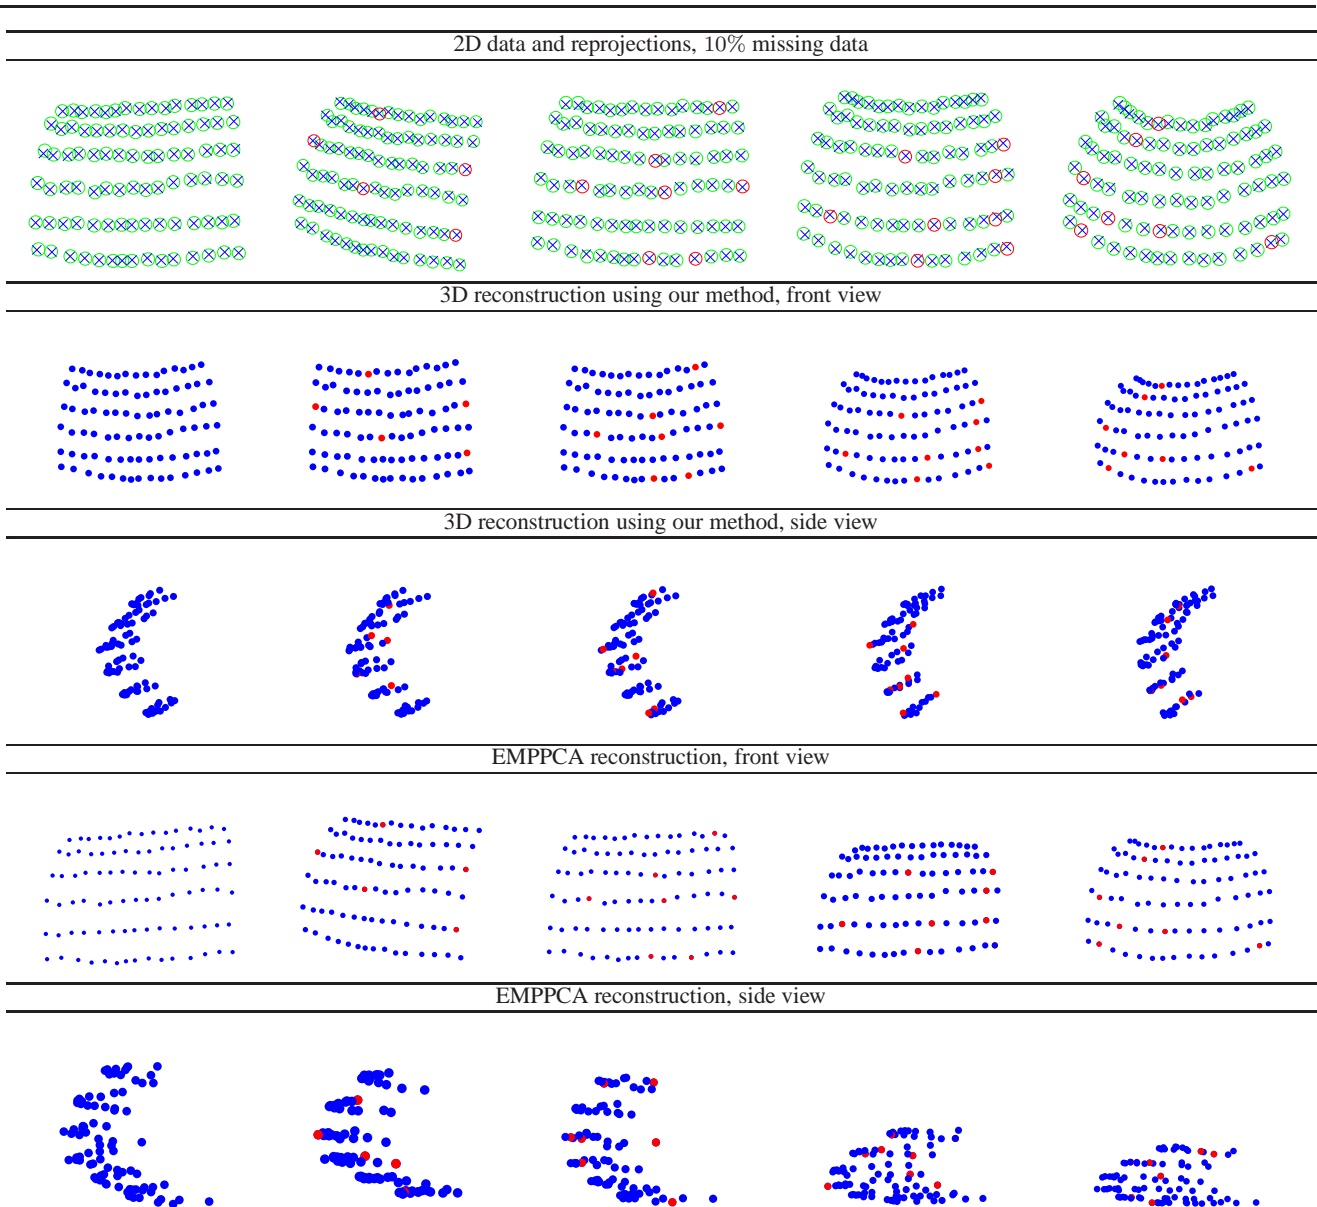 2D data and reprojections, 10% missing data
3D reconstruction using our method, front view
3D reconstruction using our method, side view
EMPPCA reconstruction, front view
EMPPCA reconstruction, side view